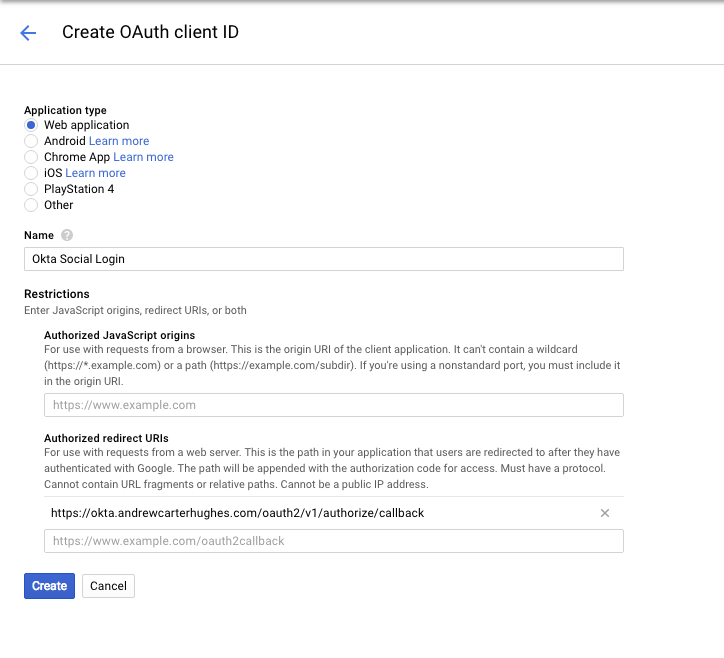 Create OAuth client ID
Application type
Web application
Android Learn more
Chrome App Learn more
iOS Learn more
PlayStation 4
Other
Name ?
Okta Social Login
Restrictions
Enter JavaScript origins, redirect URIs, or both
Authorized JavaScript origins
For use with requests from a browser. This is the origin URI of the client application. It can't contain a wildcard
(https://*.example.com) or a path (https://example.com/subdir). If you're using a nonstandard port, you must include it
in the origin URI.
https://www.example.com
Authorized redirect URIs
For use with requests from a web server. This is the path in your application that users are redirected to after they have
authenticated with Google. The path will be appended with the authorization code for access. Must have a protocol.
Cannot contain URL fragments or relative paths. Cannot be a public IP address.
https://okta.andrewcarterhughes.com/oauth2/v1/authorize/callback
https://www.example.com/oauth2callback
Create Cancel